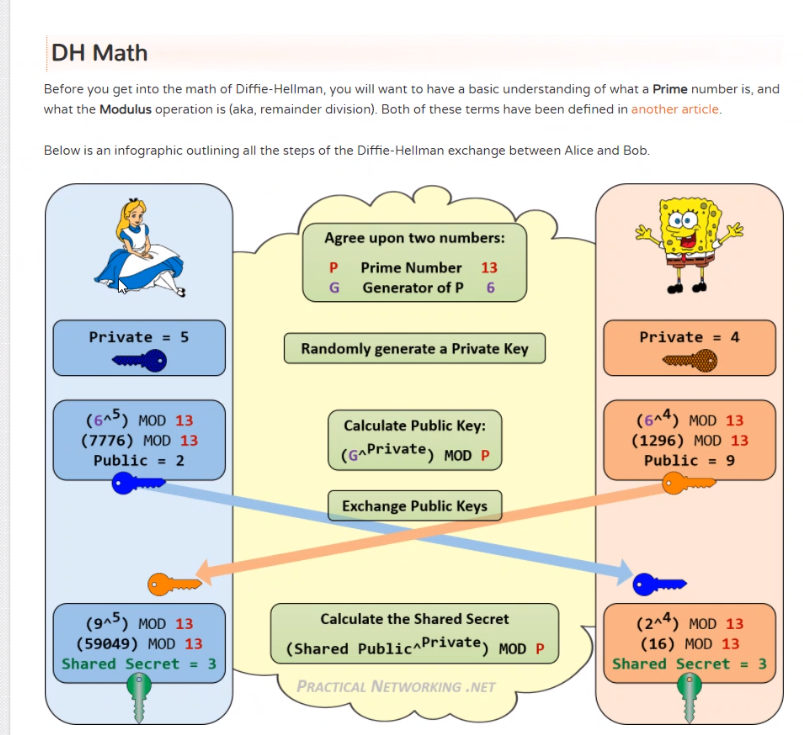 DH Math
Before you get into the math of Diffie-Hellman, you will want to have a basic understanding of what a Prime number is, and
what the Modulus operation is (aka, remainder division). Both of these terms have been defined in another article.
Below is an infographic outlining all the steps of the Diffie-Hellman exchange between Alice and Bob.
Agree upon two numbers:
P Prime Number 13
G Generator of P 6
Private = 5
Randomly generate a Private Key
Private = 4
(6^5) MOD 13
(7776) MOD 13
Public = 2
Calculate Public Key:
(G^Private) MOD P
(6^4) MOD 13
(1296) MOD 13
Public = 9
Exchange Public Keys
(9^5) MOD 13
(59049) MOD 13
Shared Secret = 3
Calculate the Shared Secret
(Shared Public^Private) MOD P
(2^4) MOD 13
(16) MOD 13
Shared Secret = 3
PRACTICAL NETWORKING .NET